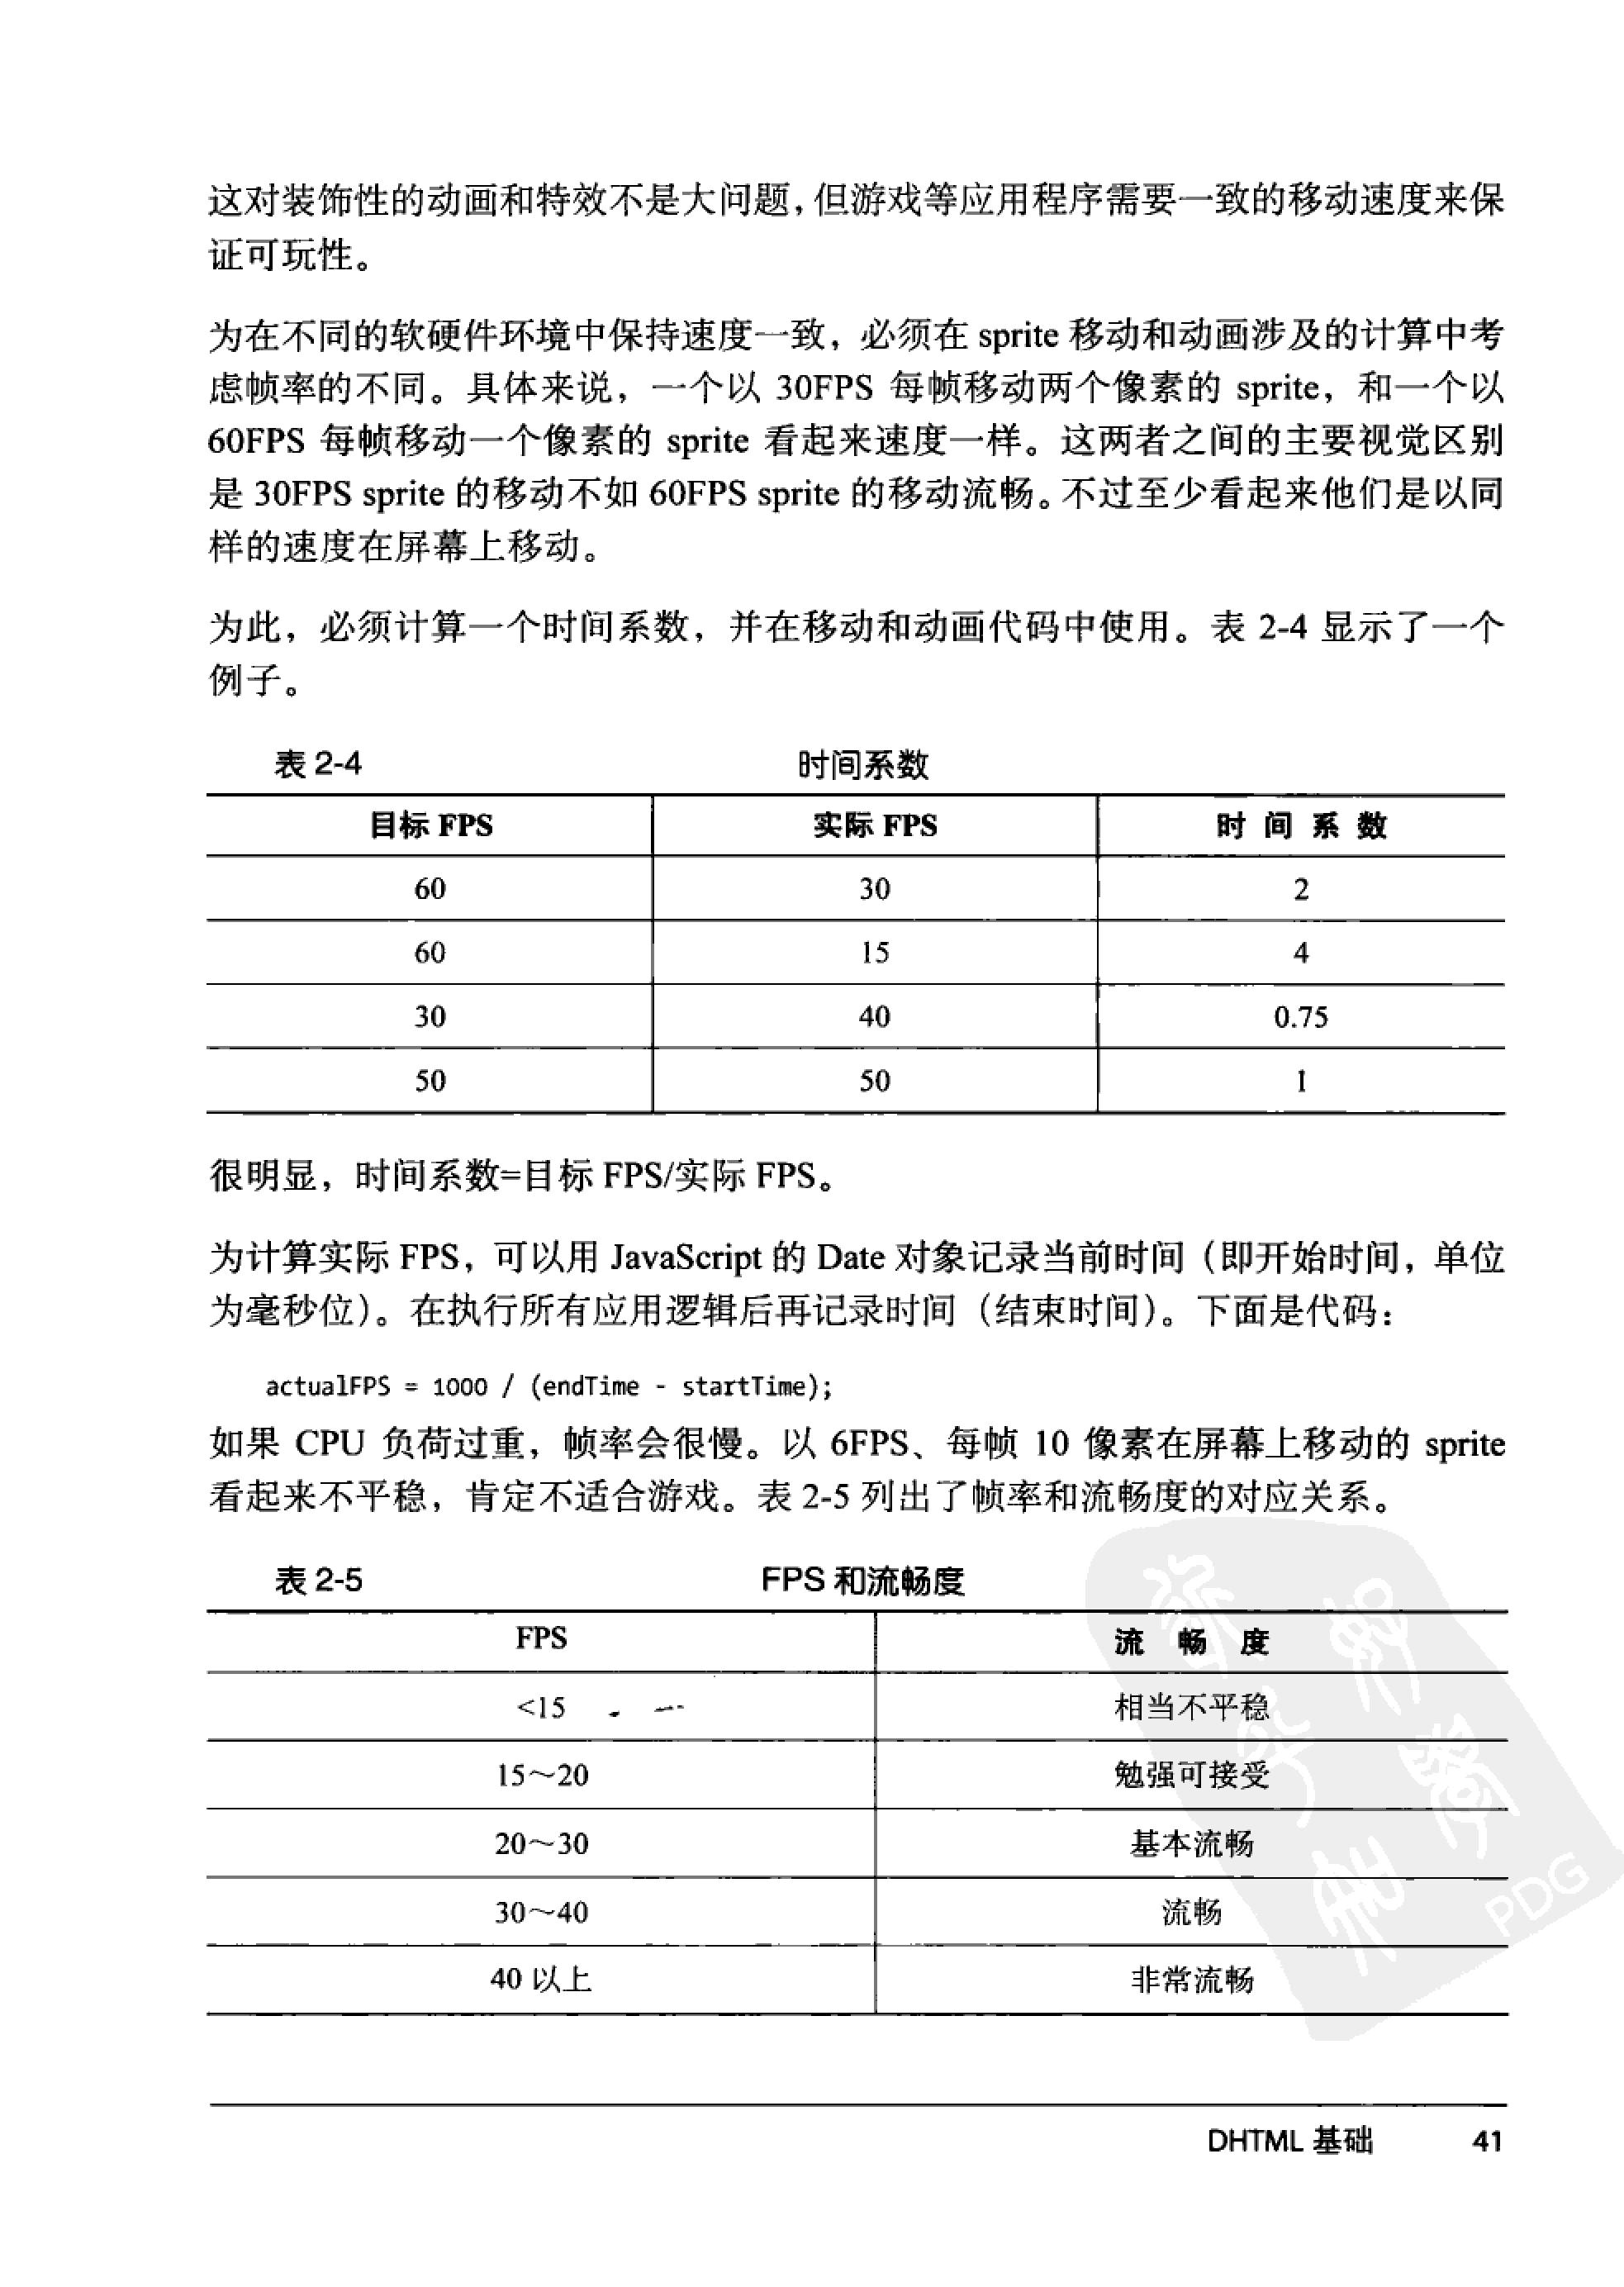 这对装饰性的动画和特效不是大问题，但游戏等应用程序需要一致的移动速度来保
证可玩性。
为在不同的软硬件环境中保持速度一致，必须在 sprite 移动和动画涉及的计算中考
虑帧率的不同。具体来说，一个以 30FPS 每帧移动两个像素的 sprite，和一个以
60FPS 每帧移动一个像素的 sprite 看起来速度一样。这两者之间的主要视觉区别
是 30FPS sprite 的移动不如 60FPS sprite 的移动流畅。不过至少看起来他们是以同
样的速度在屏幕上移动。
为此，必须计算一个时间系数，并在移动和动画代码中使用。表 2-4 显示了一个
例子。
表 2-4 时间系数
目标 FPS 实际 FPS 时间系数
60 30 2
60 15 4
30 40 0.75
50 50 1
很明显，时间系数=目标 FPS/实际 FPS。
为计算实际 FPS，可以用 JavaScript 的 Date 对象记录当前时间（即开始时间，单位
为毫秒位）。在执行所有应用逻辑后再记录时间（结束时间）。下面是代码：
actualFPS = 1000 / (endTime - startTime);
如果 CPU 负荷过重，帧率会很慢。以 6FPS、每帧 10 像素在屏幕上移动的 sprite
看起来不平稳，肯定不适合游戏。表 2-5 列出了帧率和流畅度的对应关系。
表 2-5 FPS 和流畅度
FPS 流畅度
<15 相当不平稳
15～20 勉强可接受
20～30 基本流畅
30～40 流畅
40 以上 非常流畅
PDG
DHTML 基础 41